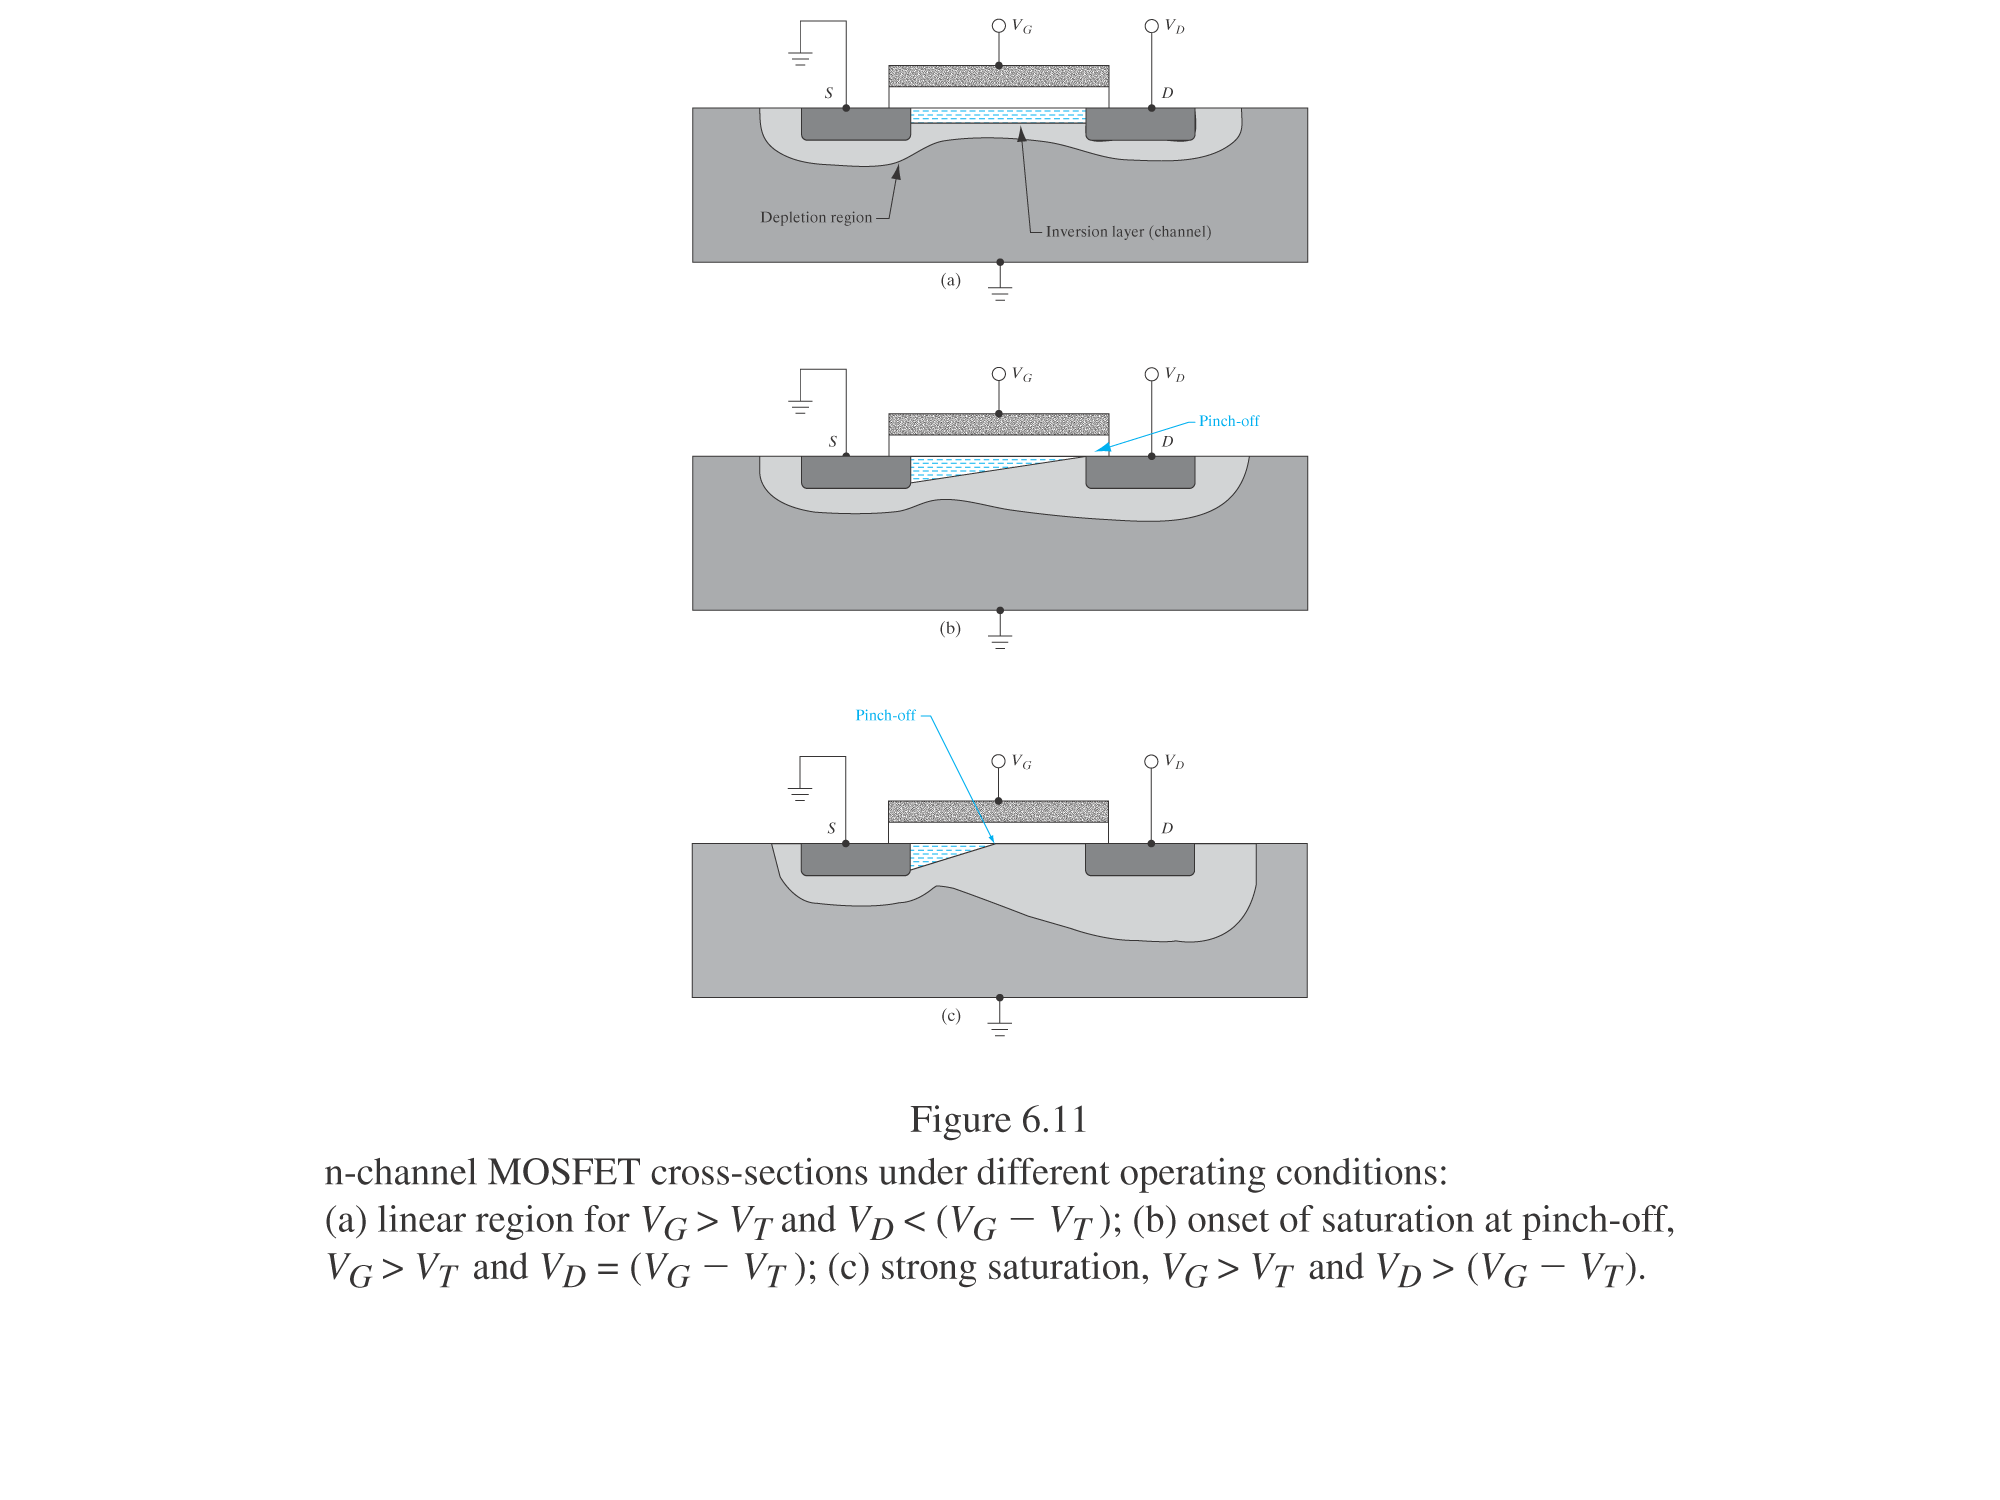 V_G
V_D
S
D
Depletion region
Inversion layer (channel)
(a)
V_G
V_D
Pinch-off
S
D
(b)
Pinch-off
V_G
V_D
S
D
(c)
Figure 6.11
n-channel MOSFET cross-sections under different operating conditions:
(a) linear region for V_G > V_T and V_D < (V_G − V_T); (b) onset of saturation at pinch-off,
V_G > V_T and V_D = (V_G − V_T); (c) strong saturation, V_G > V_T and V_D > (V_G − V_T).